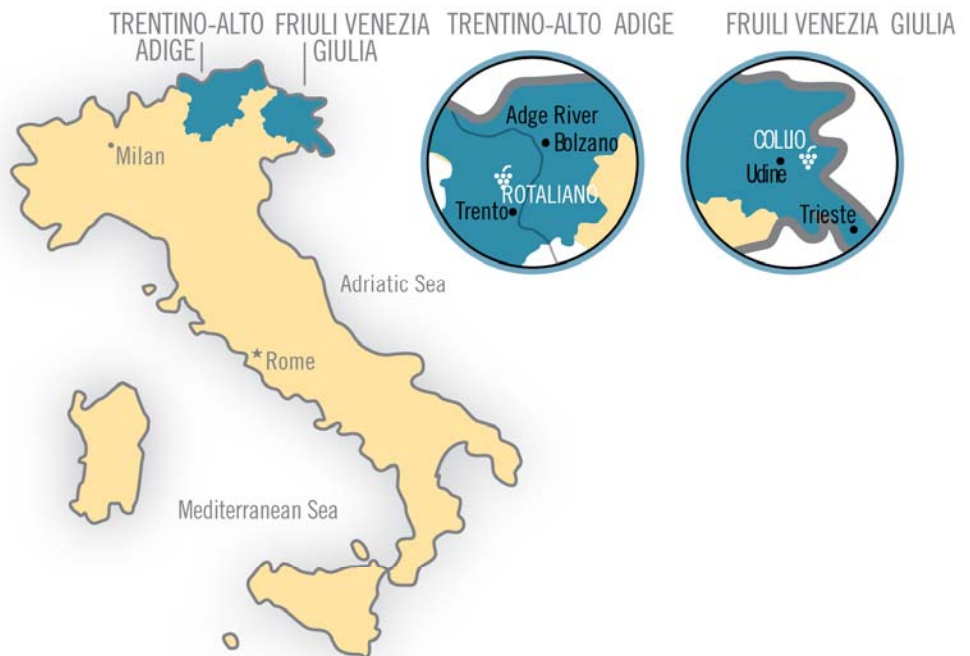 TRENTINO-ALTO
ADIGE
FRIULI VENEZIA
GIULIA
TRENTINO-ALTO ADIGE
FRUILI VENEZIA GIULIA
Milan
Adriatic Sea
Rome
Mediterranean Sea
Adge River
Bolzano
ROTALIANO
Trento
COLLIO
Udine
Trieste